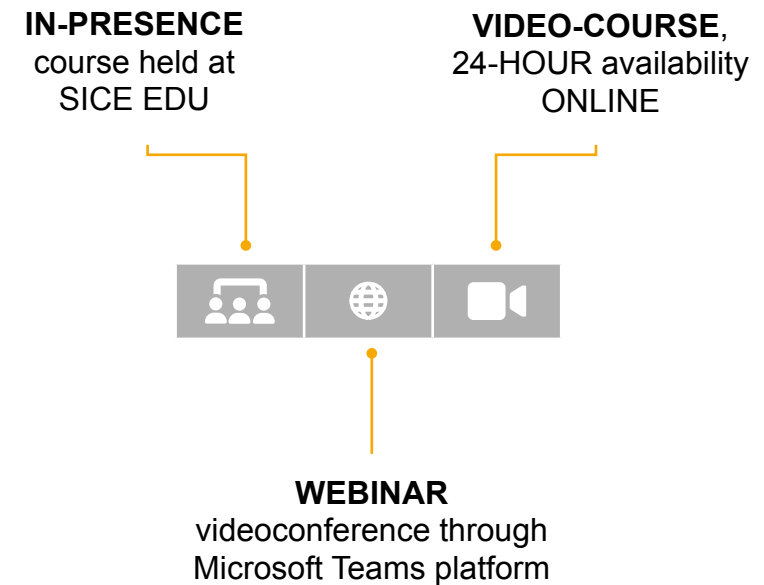 IN-PRESENCE
course held at
SICE EDU
VIDEO-COURSE,
24-HOUR availability
ONLINE
WEBINAR
videoconference through
Microsoft Teams platform